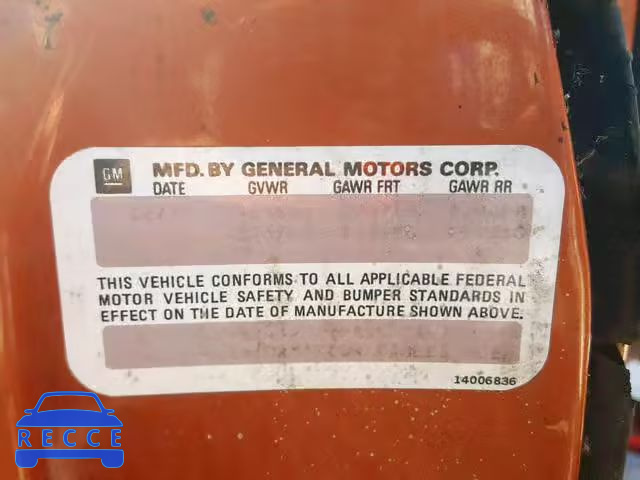 GM
MFD. BY GENERAL MOTORS CORP.
DATE GVWR GAWR FRT GAWR RR
THIS VEHICLE CONFORMS TO ALL APPLICABLE FEDERAL
MOTOR VEHICLE SAFETY AND BUMPER STANDARDS IN
EFFECT ON THE DATE OF MANUFACTURE SHOWN ABOVE.
14006836
RECCE